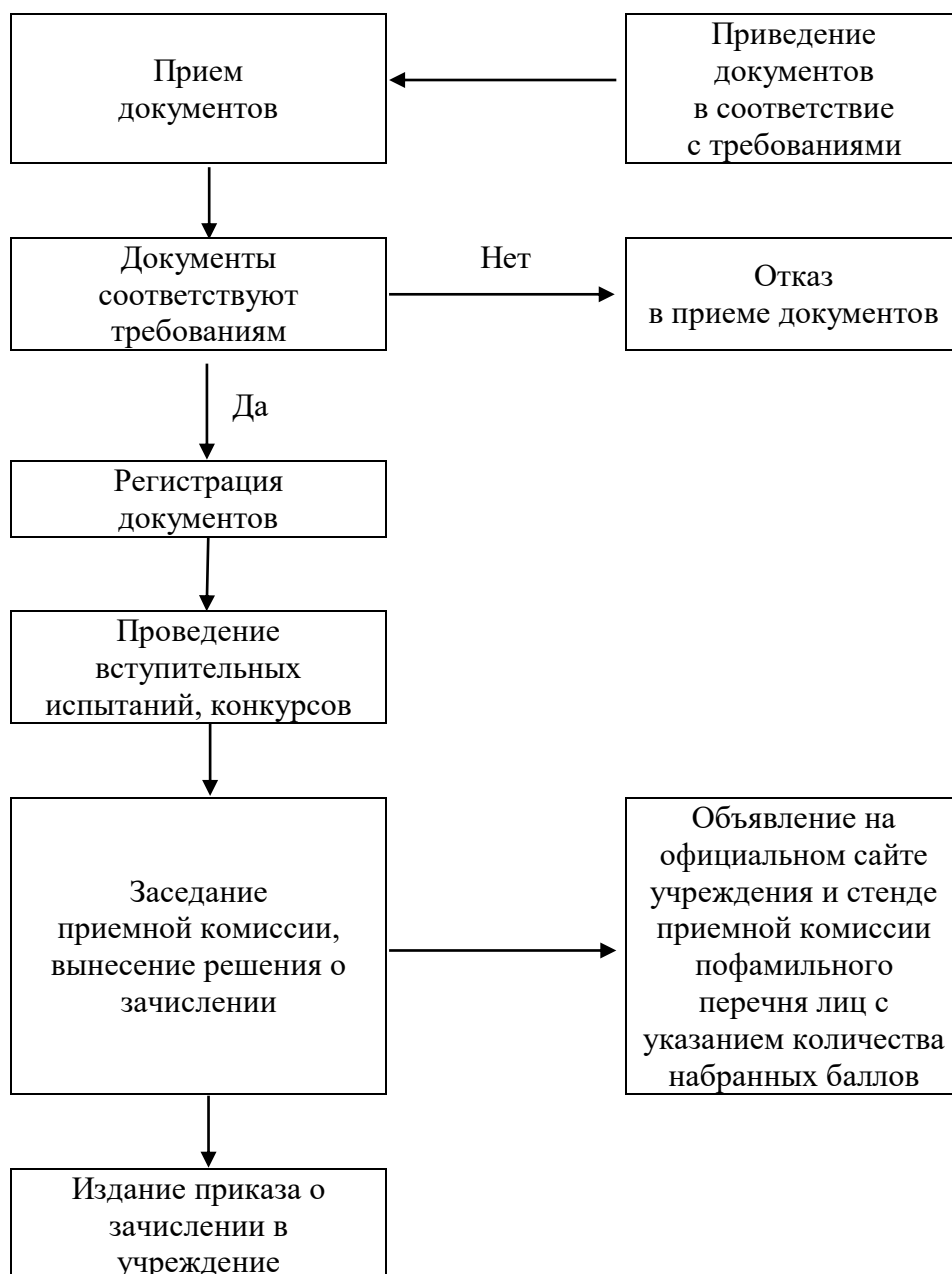 Прием
документов
Приведение
документов
в соответствие
с требованиями
Документы
соответствуют
требованиям
Нет
Отказ
в приеме документов
Да
Регистрация
документов
Проведение
вступительных
испытаний, конкурсов
Заседание
приемной комиссии,
вынесение решения о
зачислении
Объявление на
официальном сайте
учреждения и стенде
приемной комиссии
пофамильного
перечня лиц с
указанием количества
набранных баллов
Издание приказа о
зачислении в
учреждение